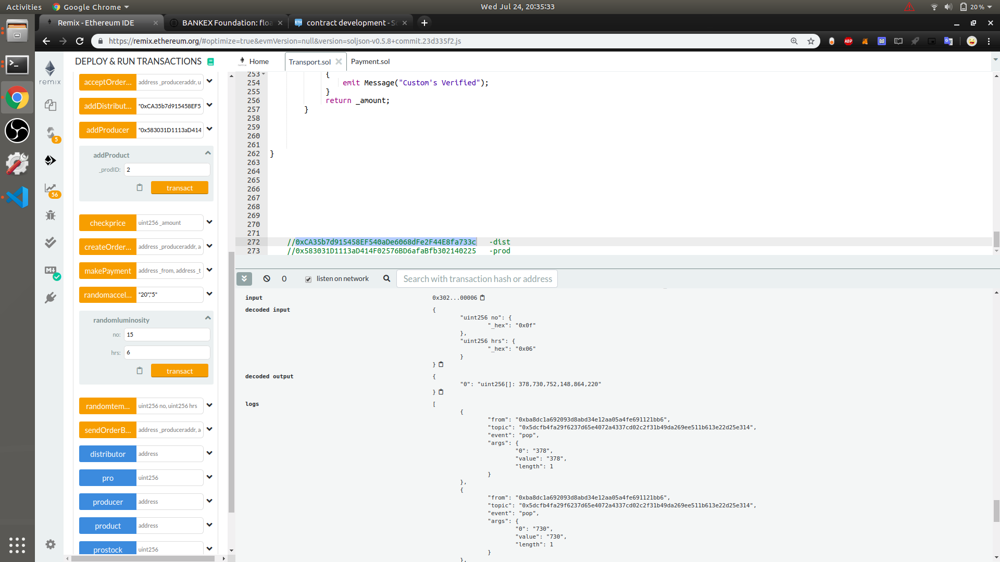 Activities
Google Chrome
Wed Jul 24, 20:35:33
20 %
Remix - Ethereum IDE
BANKEX Foundation: floa
contract development - So
https://remix.ethereum.org/#optimize=true&evmVersion=null&version=soljson-v0.5.8+commit.23d335f2.js
ABP
remix
5
56
DEPLOY & RUN TRANSACTIONS
acceptOrder... address _produceraddr, u
addDistribut... "0xCA35b7d915458EF5
addProducer "0x583031D1113aD414
addProduct
_prodID: 2
transact
checkprice uint256 _amount
createOrder... address _produceraddr, a
makePayment address _from, address _t
randomaccel... "20","5"
randomluminosity
no: 15
hrs: 6
transact
randomtem... uint256 no, uint256 hrs
sendOrderB... address _produceraddr, a
distributor address
pro uint256
producer address
product address
prostock uint256
Home
Transport.sol
Payment.sol
253 {
254 emit Message("Custom's Verified");
255 }
256 return _amount;
257 }
258
259
260
261
262 }
263
264
265
266
267
268
269
270
271
272 //0xCA35b7d915458EF540aDe6068dFe2F44E8fa733c -dist
273 //0x583031D1113aD414F02576BD6afaBfb302140225 -prod
0
listen on network
Search with transaction hash or address
input 0x302...00006
decoded input {
"uint256 no": {
"_hex": "0x0f"
},
"uint256 hrs": {
"_hex": "0x06"
}
}
decoded output {
"0": "uint256[]: 378,730,752,148,864,220"
}
logs [
{
"from": "0xba8dc1a692093d8abd34e12aa05a4fe691121bb6",
"topic": "0x5dcfb4fa29f6237d65e4072a4337cd02c2f31b49da269ee511b613e22d25e314",
"event": "pop",
"args": {
"0": "378",
"value": "378",
"length": 1
}
},
{
"from": "0xba8dc1a692093d8abd34e12aa05a4fe691121bb6",
"topic": "0x5dcfb4fa29f6237d65e4072a4337cd02c2f31b49da269ee511b613e22d25e314",
"event": "pop",
"args": {
"0": "730",
"value": "730",
"length": 1
}
},